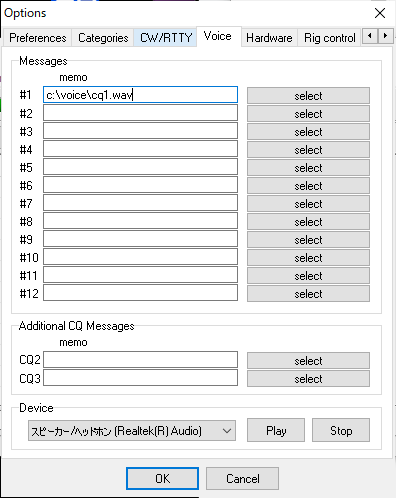 Options
Preferences Categories CW/RTTY Voice Hardware Rig control
Messages
memo
#1 c:\voice\cq1.wav select
#2 select
#3 select
#4 select
#5 select
#6 select
#7 select
#8 select
#9 select
#10 select
#11 select
#12 select
Additional CQ Messages
memo
CQ2 select
CQ3 select
Device
スピーカー/ヘッドホン (Realtek(R) Audio) Play Stop
OK Cancel